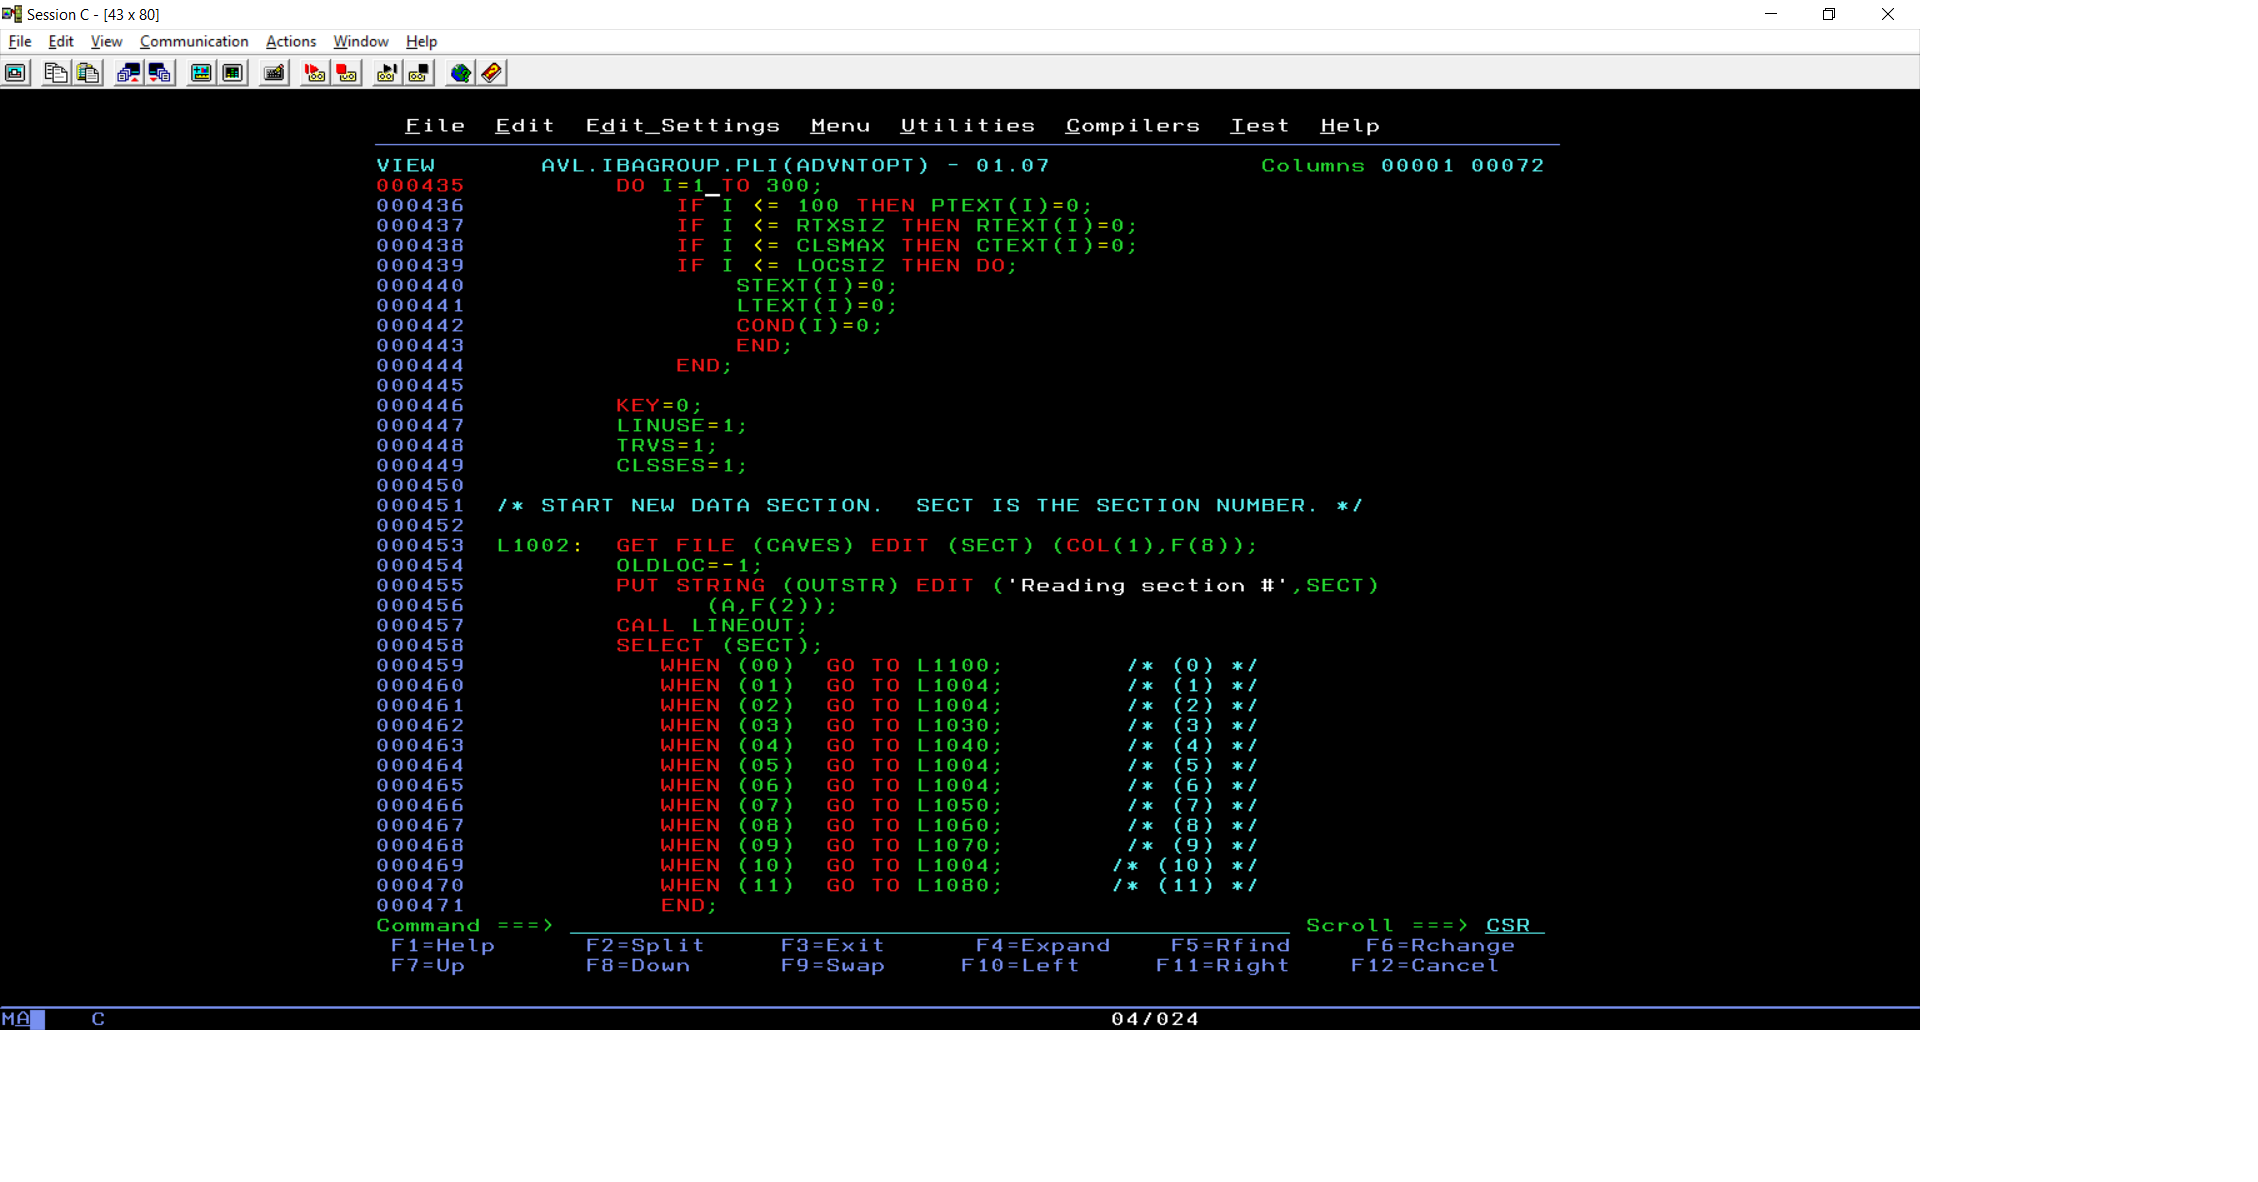 Session C - [43 x 80]
File Edit View Communication Actions Window Help
File Edit Edit_Settings Menu Utilities Compilers Test Help
VIEW AVL.IBAGROUP.PLI(ADVNTOPT) - 01.07 Columns 00001 00072
000435 DO I=1 TO 300;
000436 IF I <= 100 THEN PTEXT(I)=0;
000437 IF I <= RTXSIZ THEN RTEXT(I)=0;
000438 IF I <= CLSMAX THEN CTEXT(I)=0;
000439 IF I <= LOCSIZ THEN DO;
000440 STEXT(I)=0;
000441 LTEXT(I)=0;
000442 COND(I)=0;
000443 END;
000444 END;
000445
000446 KEY=0;
000447 LINUSE=1;
000448 TRVS=1;
000449 CLSSES=1;
000450
000451 /* START NEW DATA SECTION. SECT IS THE SECTION NUMBER. */
000452
000453 L1002: GET FILE (CAVES) EDIT (SECT) (COL(1),F(8));
000454 OLDLOC=-1;
000455 PUT STRING (OUTSTR) EDIT ('Reading section #',SECT)
000456 (A,F(2));
000457 CALL LINEOUT;
000458 SELECT (SECT);
000459 WHEN (00) GO TO L1100; /* (0) */
000460 WHEN (01) GO TO L1004; /* (1) */
000461 WHEN (02) GO TO L1004; /* (2) */
000462 WHEN (03) GO TO L1030; /* (3) */
000463 WHEN (04) GO TO L1040; /* (4) */
000464 WHEN (05) GO TO L1004; /* (5) */
000465 WHEN (06) GO TO L1004; /* (6) */
000466 WHEN (07) GO TO L1050; /* (7) */
000467 WHEN (08) GO TO L1060; /* (8) */
000468 WHEN (09) GO TO L1070; /* (9) */
000469 WHEN (10) GO TO L1004; /* (10) */
000470 WHEN (11) GO TO L1080; /* (11) */
000471 END;
Command ===> Scroll ===> CSR
F1=Help F2=Split F3=Exit F4=Expand F5=Rfind F6=Rchange
F7=Up F8=Down F9=Swap F10=Left F11=Right F12=Cancel
MA C 04/024